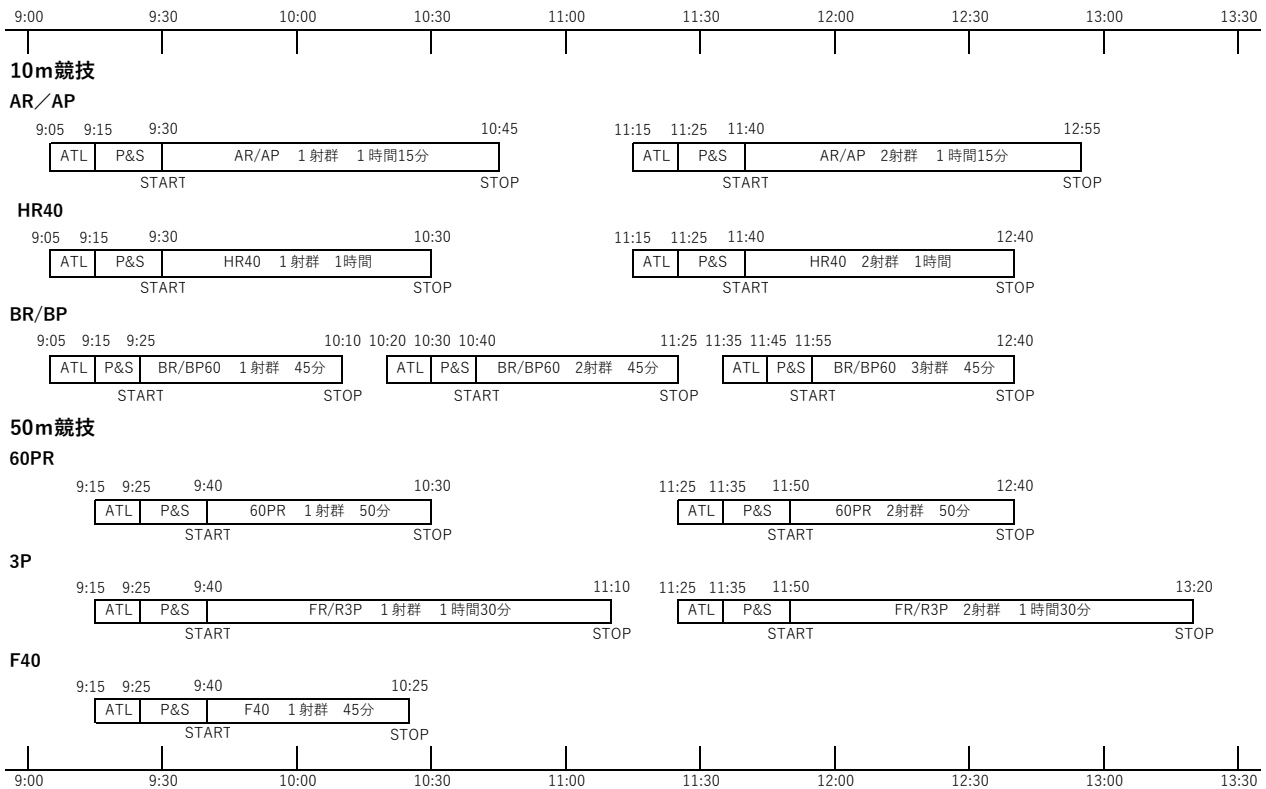 9:00 9:30 10:00 10:30 11:00 11:30 12:00 12:30 13:00 13:30
10m競技
AR／AP
9:05 9:15 9:30 10:45 11:15 11:25 11:40 12:55
ATL P&S AR/AP 1射群 1時間15分 ATL P&S AR/AP 2射群 1時間15分
START STOP START STOP
HR40
9:05 9:15 9:30 10:30 11:15 11:25 11:40 12:40
ATL P&S HR40 1射群 1時間 ATL P&S HR40 2射群 1時間
START STOP START STOP
BR/BP
9:05 9:15 9:25 10:10 10:20 10:30 10:40 11:25 11:35 11:45 11:55 12:40
ATL P&S BR/BP60 1射群 45分 ATL P&S BR/BP60 2射群 45分 ATL P&S BR/BP60 3射群 45分
START STOP START STOP START STOP
50m競技
60PR
9:15 9:25 9:40 10:30 11:25 11:35 11:50 12:40
ATL P&S 60PR 1射群 50分 ATL P&S 60PR 2射群 50分
START STOP START STOP
3P
9:15 9:25 9:40 11:10 11:25 11:35 11:50 13:20
ATL P&S FR/R3P 1射群 1時間30分 ATL P&S FR/R3P 2射群 1時間30分
START STOP START STOP
F40
9:15 9:25 9:40 10:25
ATL P&S F40 1射群 45分
START STOP
9:00 9:30 10:00 10:30 11:00 11:30 12:00 12:30 13:00 13:30